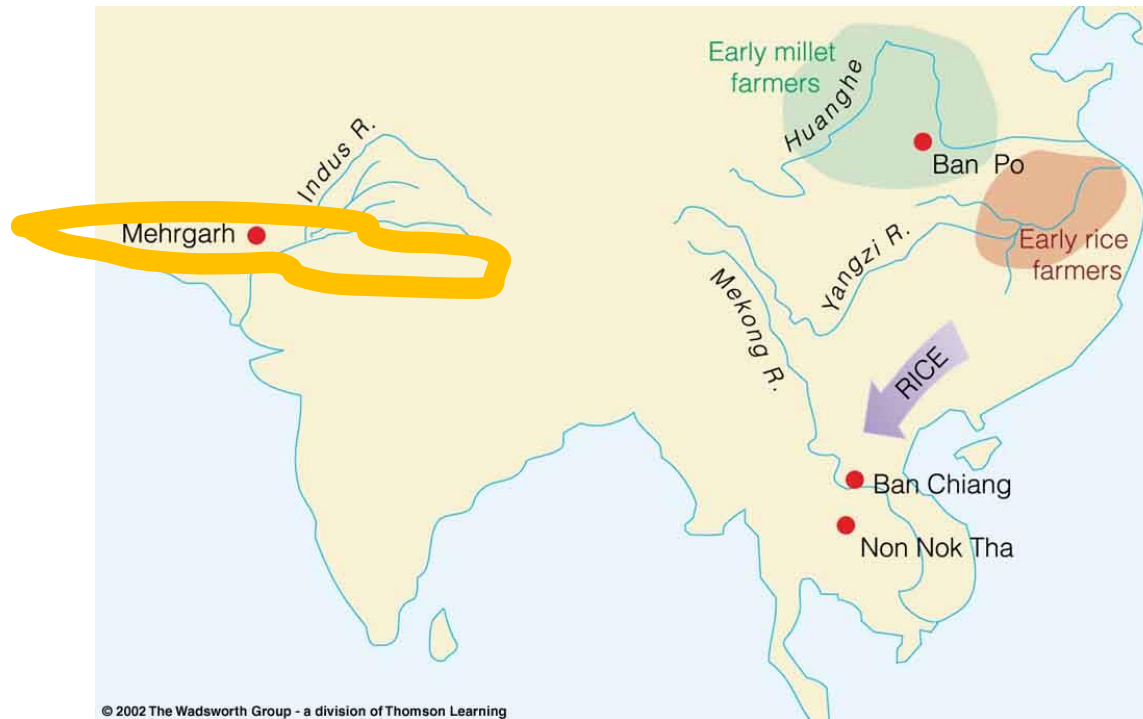 Early millet
farmers
Huanghe
Indus R.
Ban Po
Mehrgarh
Early rice
farmers
Yangzi R.
Mekong R.
RICE
Ban Chiang
Non Nok Tha
© 2002 The Wadsworth Group - a division of Thomson Learning